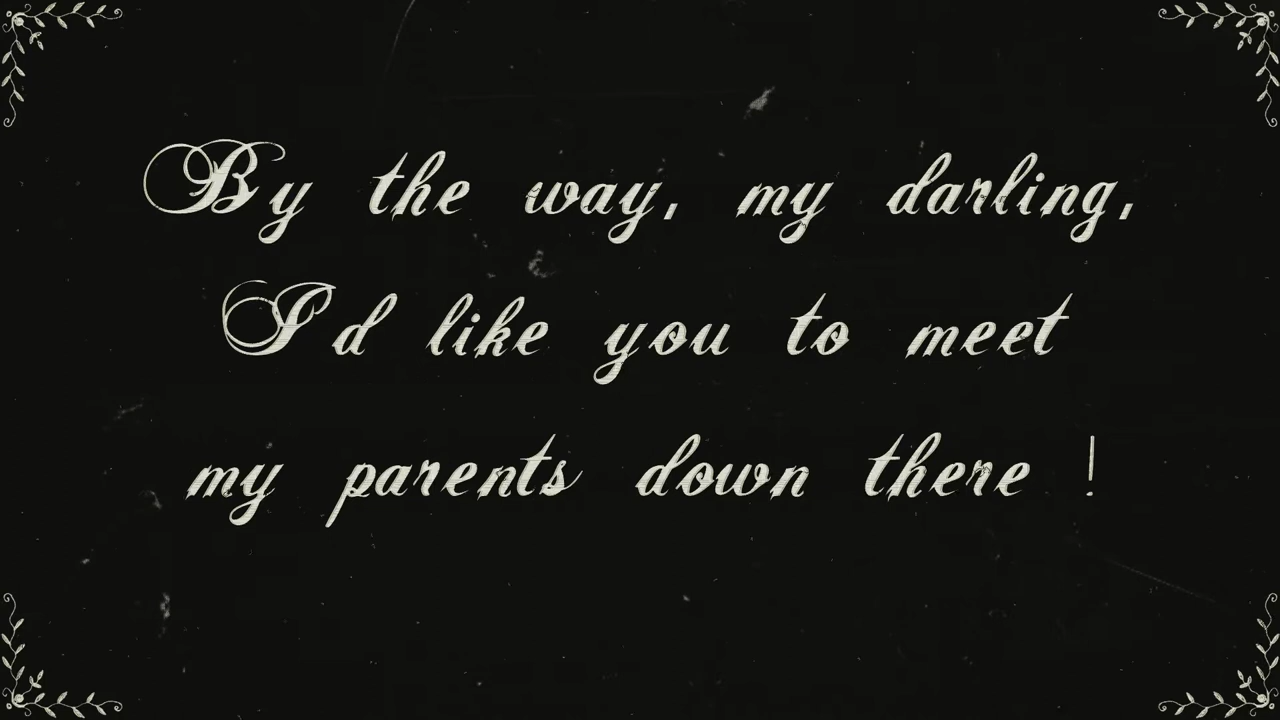 By the way, my darling,
I d like you to meet
my parents down there !